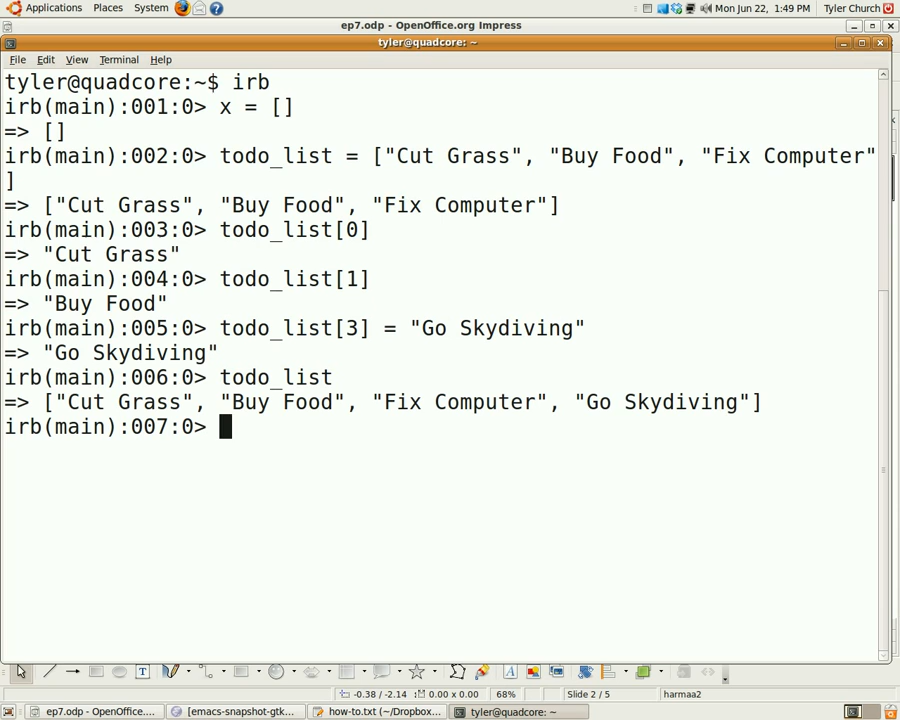 Applications Places System Mon Jun 22, 1:49 PM Tyler Church
ep7.odp - OpenOffice.org Impress
tyler@quadcore: ~
File Edit View Terminal Help
tyler@quadcore:~$ irb
irb(main):001:0> x = []
=> []
irb(main):002:0> todo_list = ["Cut Grass", "Buy Food", "Fix Computer"
]
=> ["Cut Grass", "Buy Food", "Fix Computer"]
irb(main):003:0> todo_list[0]
=> "Cut Grass"
irb(main):004:0> todo_list[1]
=> "Buy Food"
irb(main):005:0> todo_list[3] = "Go Skydiving"
=> "Go Skydiving"
irb(main):006:0> todo_list
=> ["Cut Grass", "Buy Food", "Fix Computer", "Go Skydiving"]
irb(main):007:0>
-0.38 / -2.14 0.00 x 0.00 68% Slide 2 / 5 harmaa2
ep7.odp - OpenOffice.... [emacs-snapshot-gtk... how-to.txt (~/Dropbox... tyler@quadcore: ~